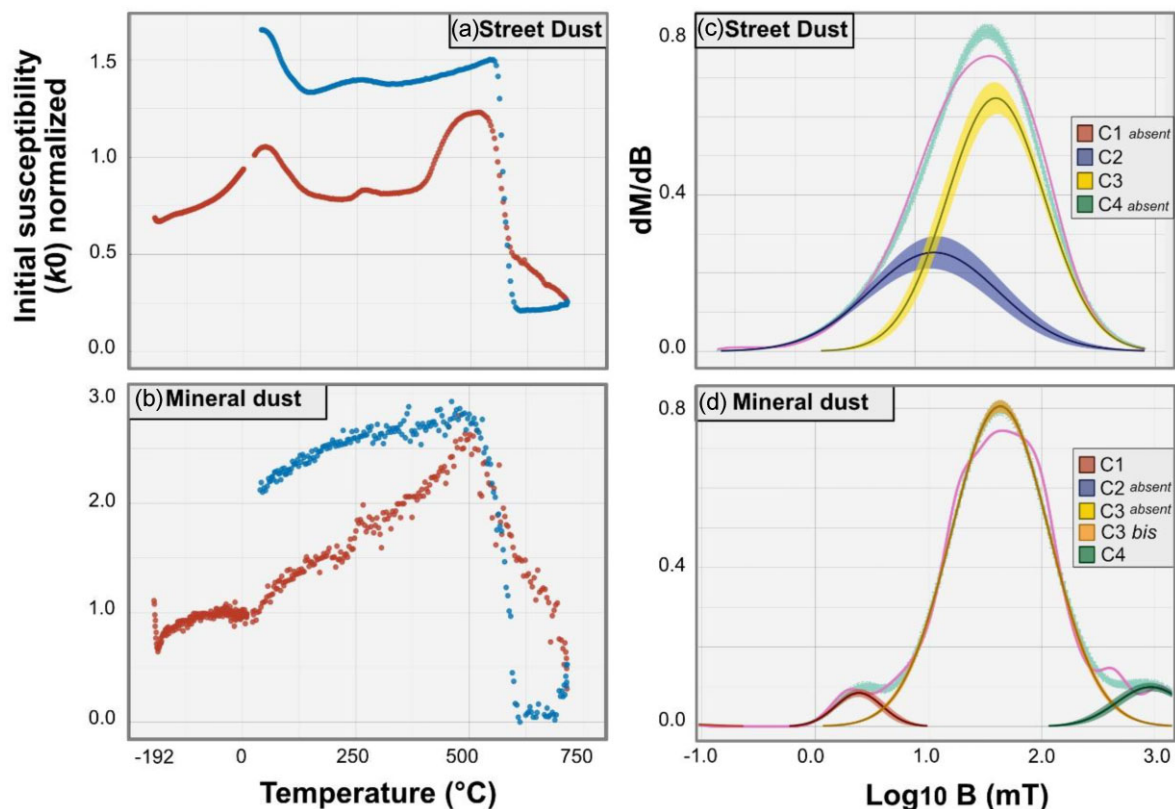 (a) Street Dust
Initial susceptibility
(k0) normalized
1.5
1.0
0.5
0.0
(b) Mineral dust
3.0
2.0
1.0
0.0
-192
0
250
500
750
Temperature (°C)
(c) Street Dust
dM/dB
0.8
0.4
0.0
C1 absent
C2
C3
C4 absent
(d) Mineral dust
0.8
0.4
0.0
C1
C2 absent
C3 absent
C3 bis
C4
-1.0
0.0
1.0
2.0
3.0
Log10 B (mT)